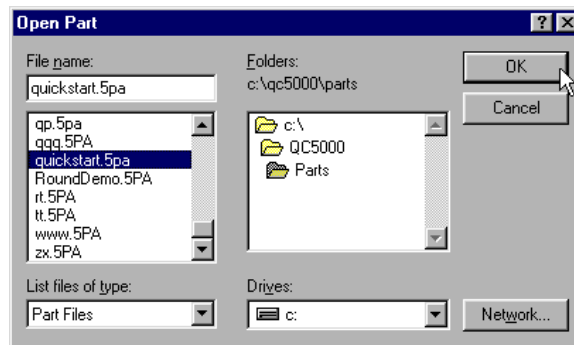 Open Part
File name:
quickstart.5pa
qp.5pa
qqq.5PA
quickstart.5pa
RoundDemo.5PA
rt.5PA
tt.5PA
www.5PA
zx.5PA
List files of type:
Part Files
Folders:
c:\qc5000\parts
c:\
QC5000
Parts
Drives:
c:
OK
Cancel
Network...